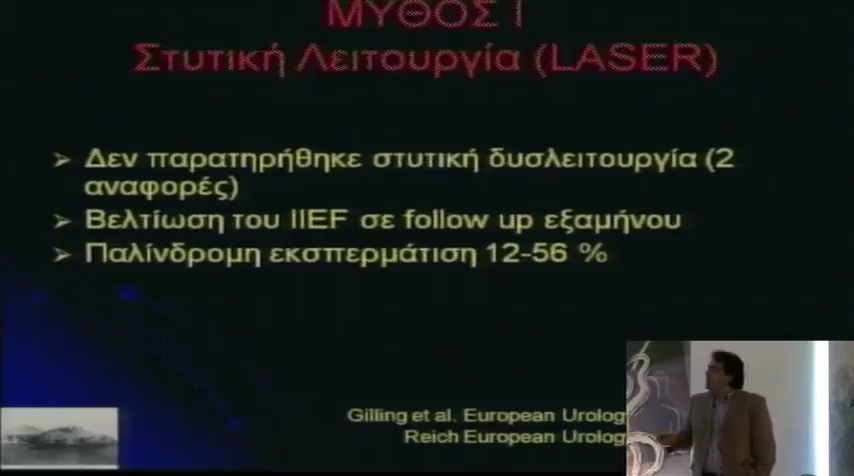 ΜΥΘΟΣ Ι
Στυτική Λειτουργία (LASER)
➢ Δεν παρατηρήθηκε στυτική δυσλειτουργία (2
αναφορές)
➢ Βελτίωση του IIEF σε follow up εξαμήνου
➢ Παλίνδρομη εκσπερμάτιση 12-56 %
Gilling et al. European Urolog
Reich European Urolog